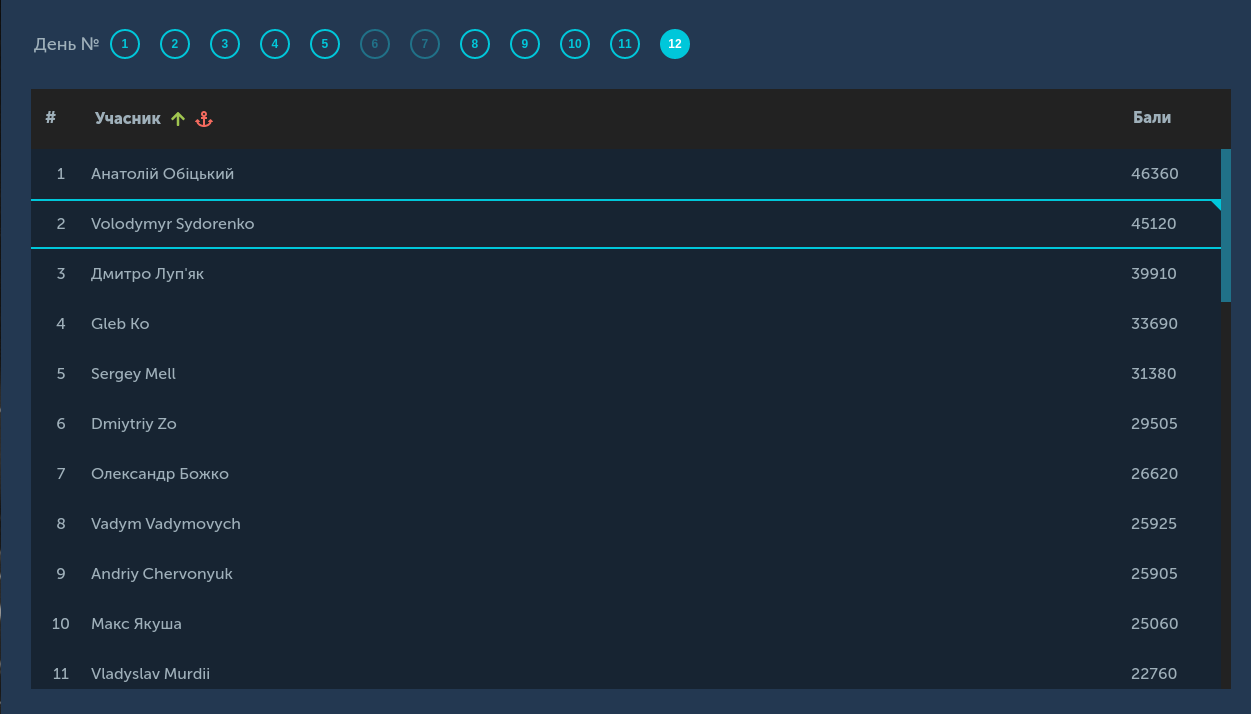 День № 1 2 3 4 5 6 7 8 9 10 11 12
# Учасник Бали
1 Анатолій Обіцький 46360
2 Volodymyr Sydorenko 45120
3 Дмитро Луп'як 39910
4 Gleb Ko 33690
5 Sergey Mell 31380
6 Dmiytriy Zo 29505
7 Олександр Божко 26620
8 Vadym Vadymovych 25925
9 Andriy Chervonyuk 25905
10 Макс Якуша 25060
11 Vladyslav Murdii 22760